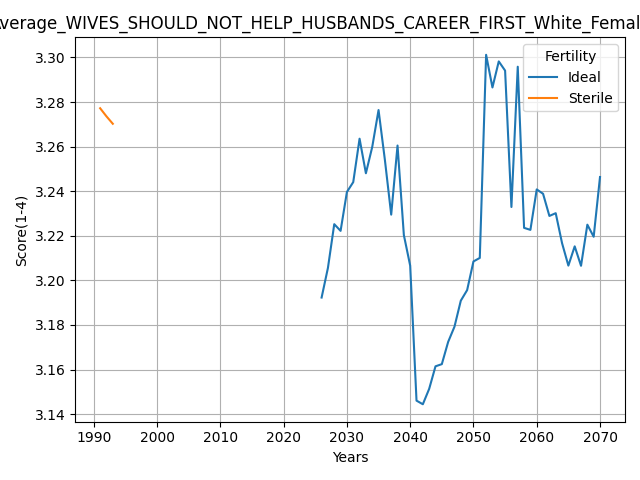 verage_WIVES_SHOULD_NOT_HELP_HUSBANDS_CAREER_FIRST_White_Femal
3.30
3.28
3.26
3.24
3.22
3.20
3.18
3.16
3.14
Score(1-4)
Fertility
Ideal
Sterile
1990 2000 2010 2020 2030 2040 2050 2060 2070
Years